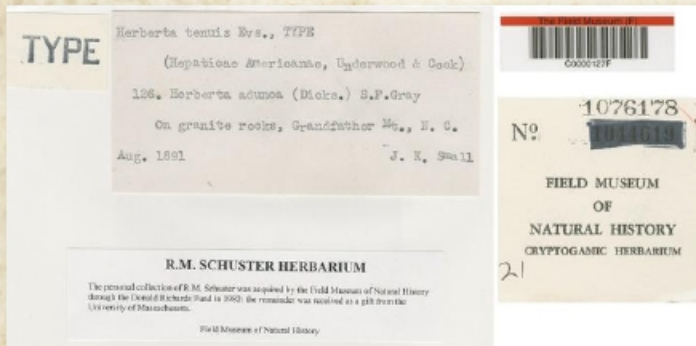 TYPE
Herberta tenuis Evs., TYPE
(Hepaticae Americanae, Underwood & Cook)
126. Herberta adunca (Dicks.) S.F.Gray
On granite rocks, Grandfather Mt., N. C.
Aug. 1891 J. K. Small
R.M. SCHUSTER HERBARIUM
The personal collection of R.M. Schuster was acquired by the Field Museum of Natural History
through the Donald Richards Fund in 1982; the remainder was received as a gift from the
University of Massachusetts.
Field Museum of Natural History
The Field Museum (F)
C0000127F
1076178
No
FIELD MUSEUM
OF
NATURAL HISTORY
CRYPTOGAMIC HERBARIUM
21